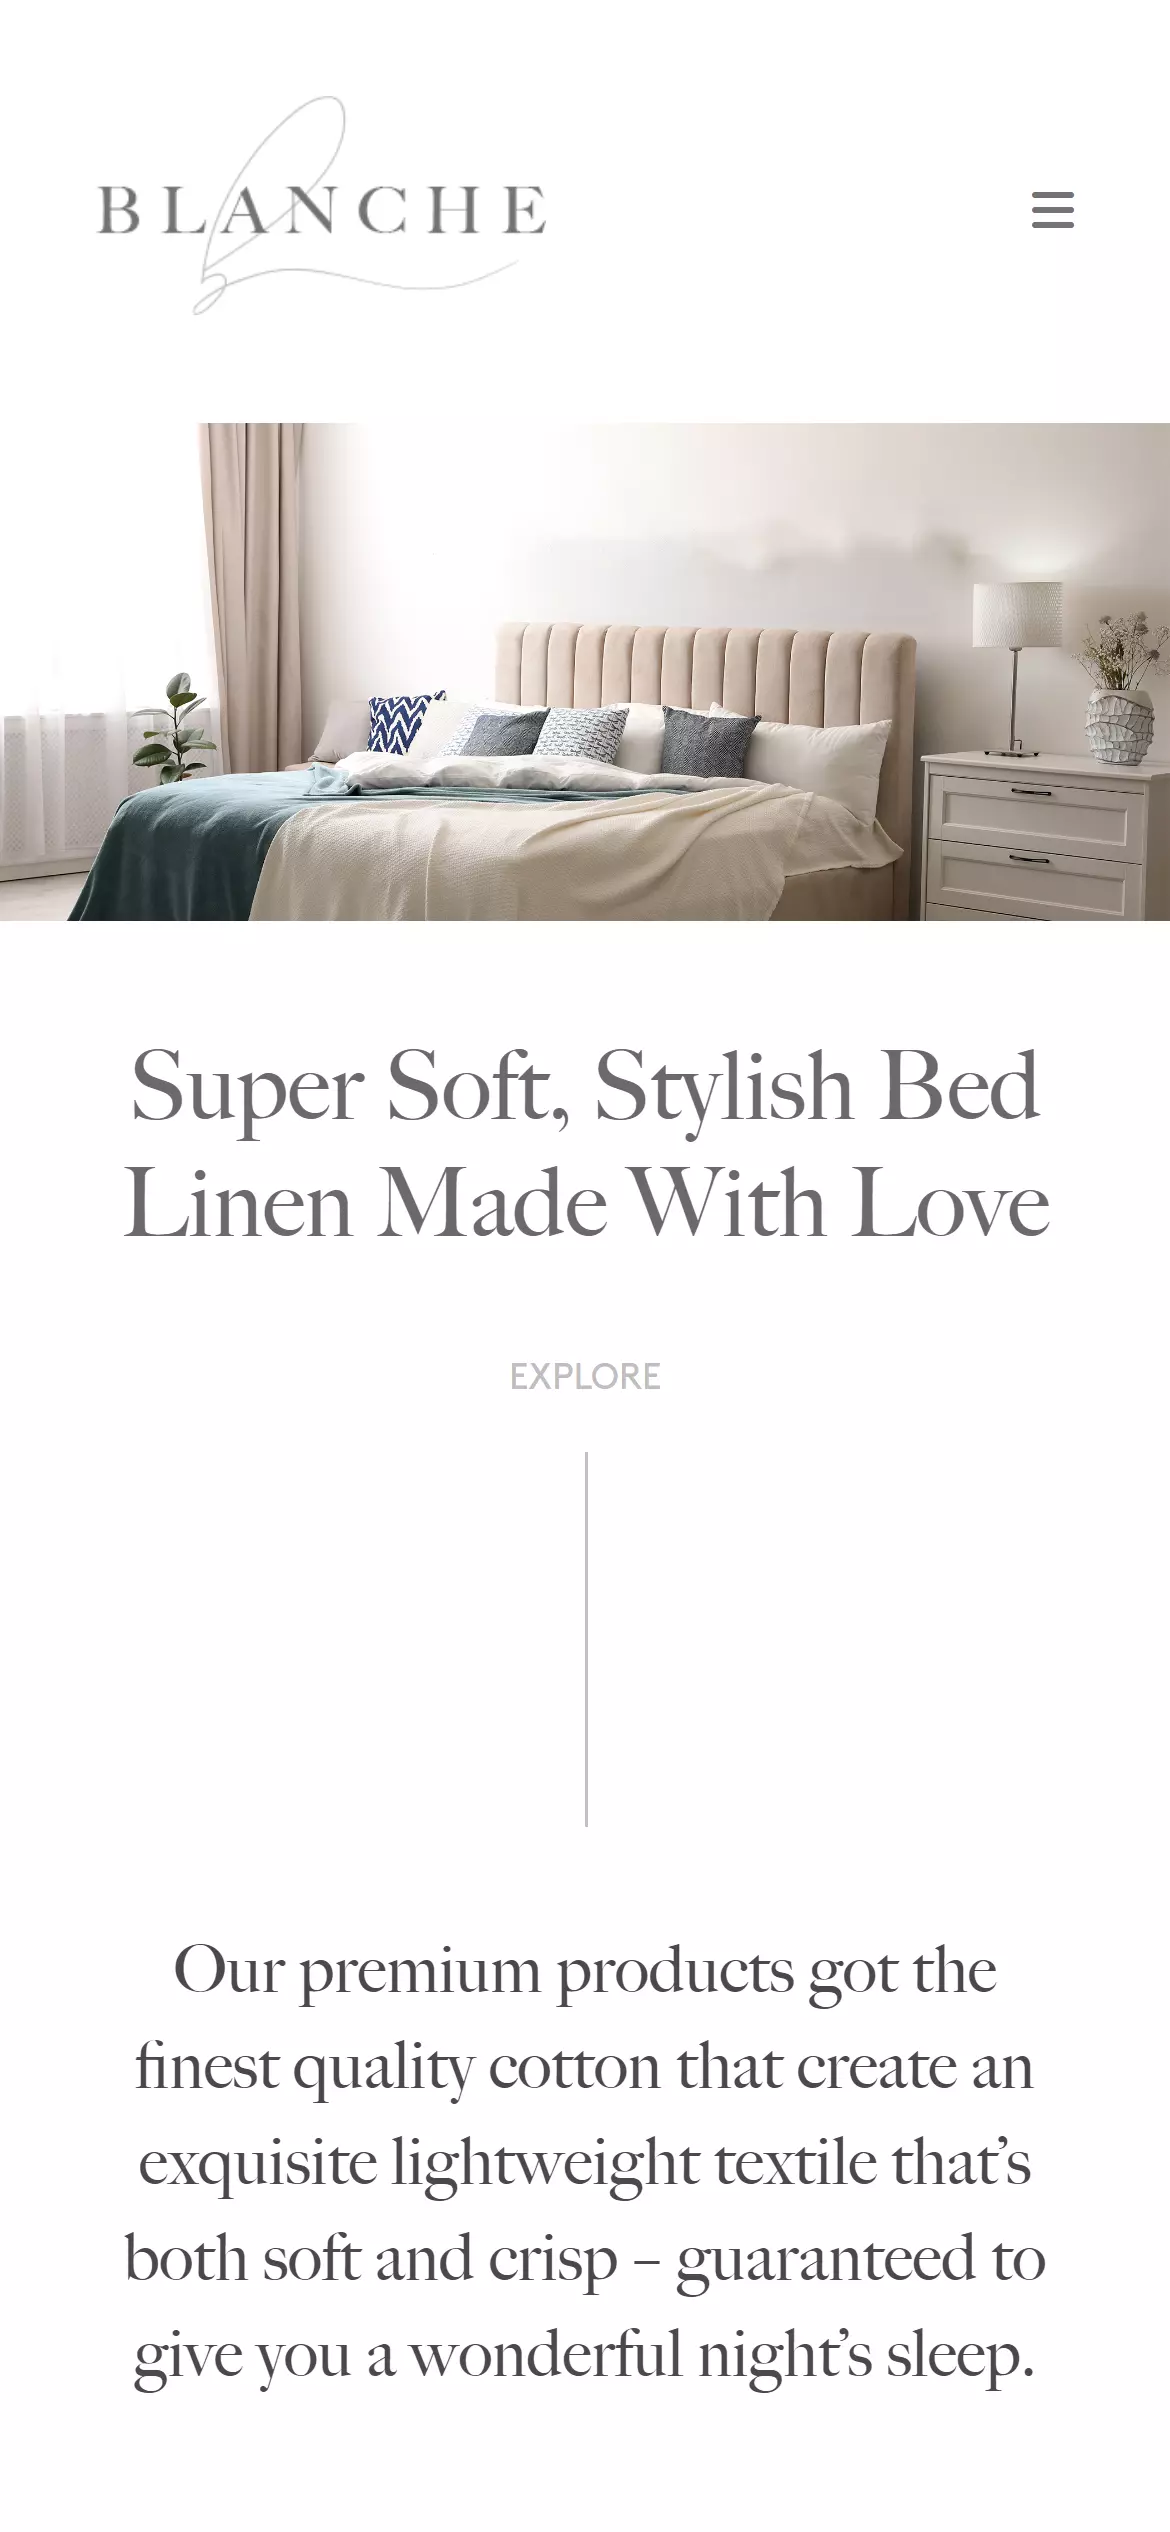 BLANCHE
Super Soft, Stylish Bed
Linen Made With Love
EXPLORE
Our premium products got the
finest quality cotton that create an
exquisite lightweight textile that’s
both soft and crisp – guaranteed to
give you a wonderful night’s sleep.